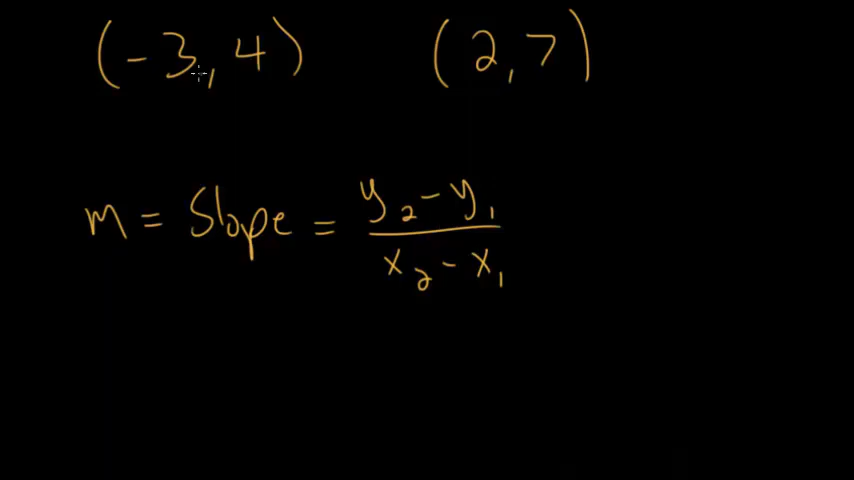 (-3, 4) (2, 7)
m = Slope = y₂ - y₁ / x₂ - x₁